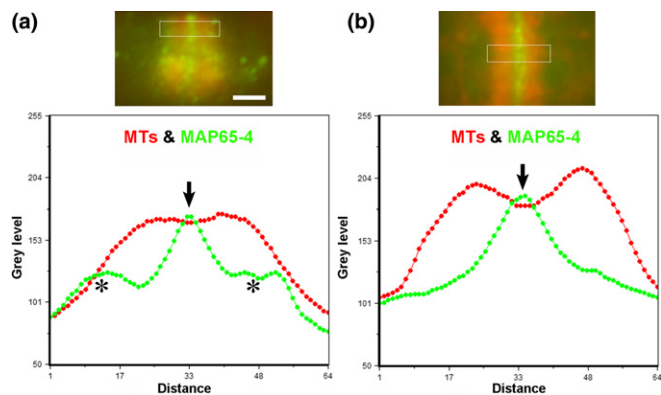 (a)
(b)
255
MTs & MAP65-4
204
153
101
50
Grey level
*
*
1 17 33 48 64
Distance
255
MTs & MAP65-4
204
153
101
50
Grey level
1 17 33 48 64
Distance